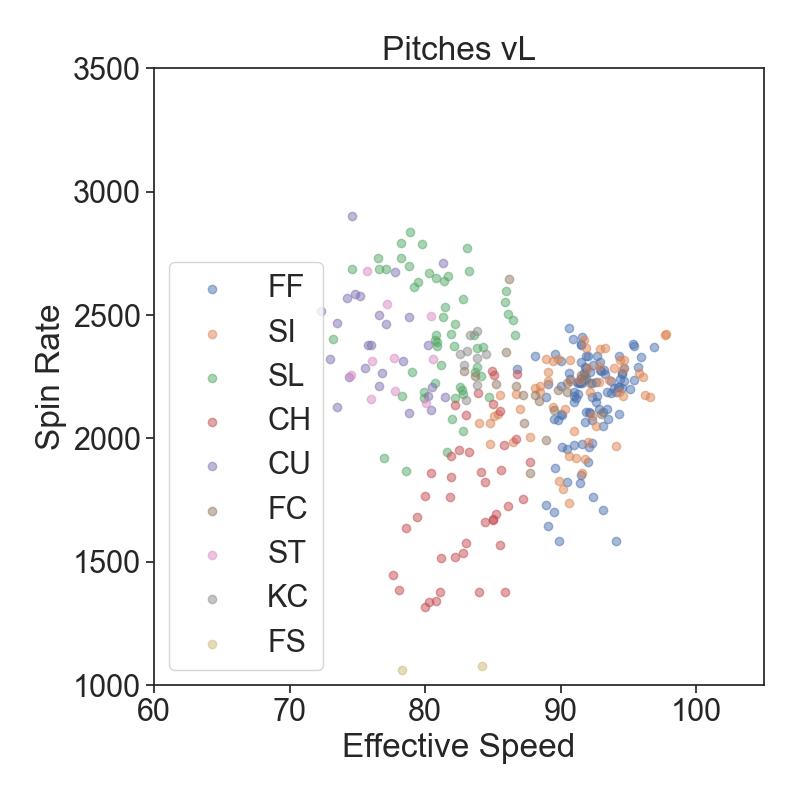 Pitches vL
3500
3000
2500
2000
1500
1000
Spin Rate
FF
SI
SL
CH
CU
FC
ST
KC
FS
60 70 80 90 100
Effective Speed